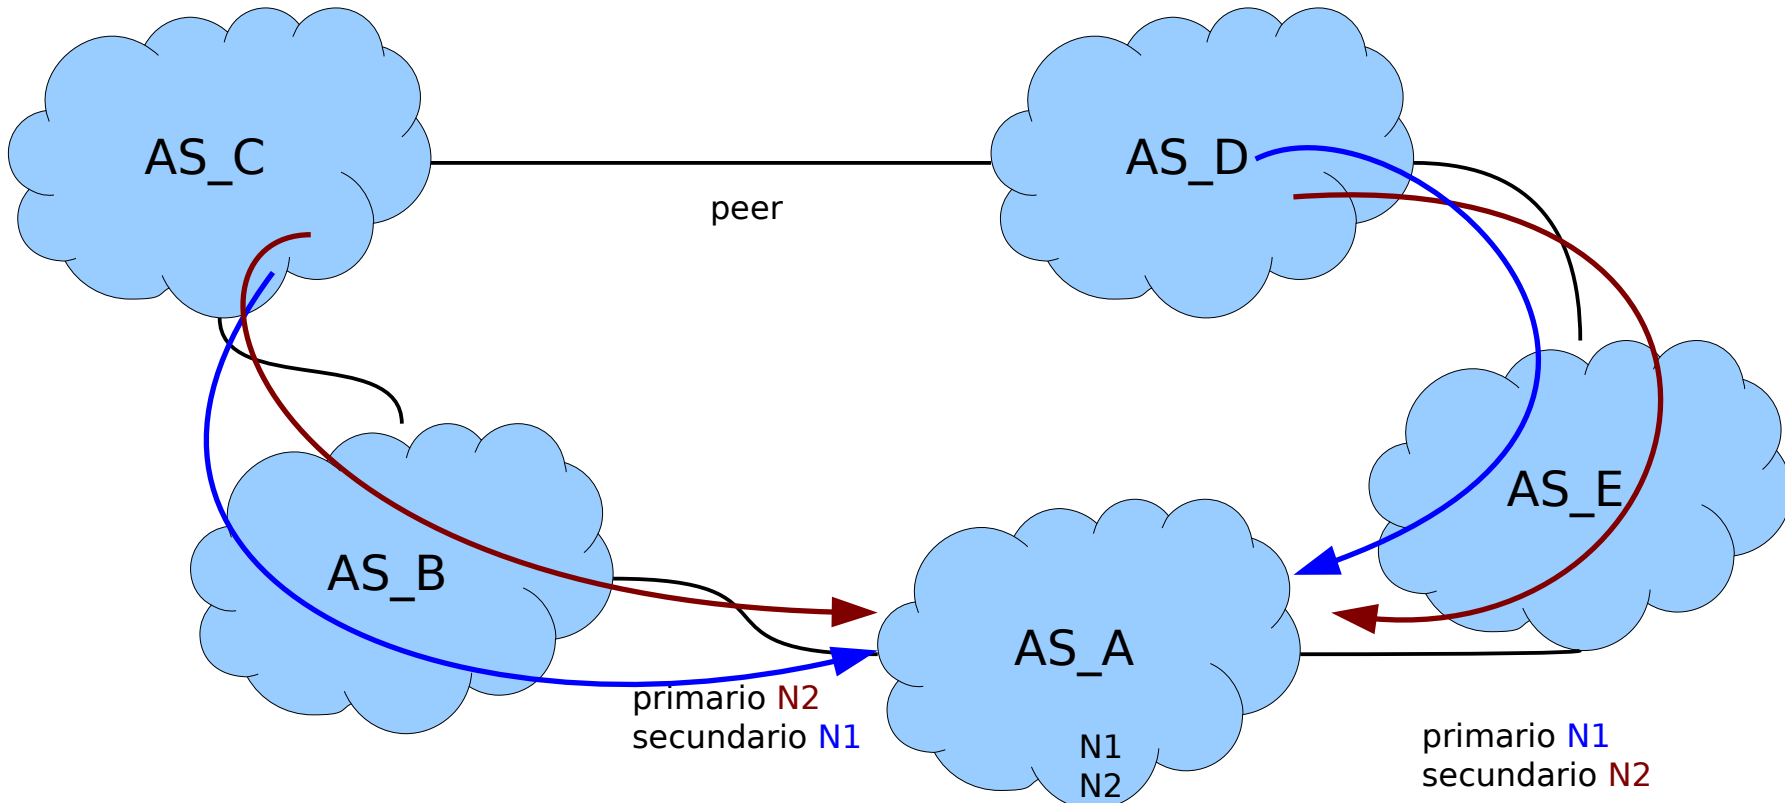 AS_C
AS_D
peer
AS_E
AS_B
AS_A
primario N2
secundario N1
N1
N2
primario N1
secundario N2